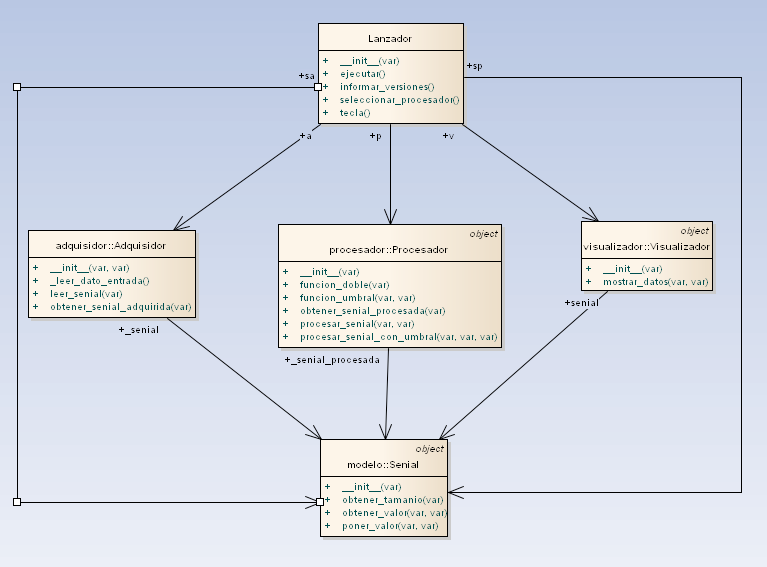 Lanzador
+ __init__(var)
+ ejecutar()
+ informar_versiones()
+ seleccionar_procesador()
+ tecla()
+sa
+sp
+a
+p
+v
adquisidor::Adquisidor
+ __init__(var, var)
+ _leer_dato_entrada()
+ leer_senial(var)
+ obtener_senial_adquirida(var)
object
procesador::Procesador
+ __init__(var)
+ funcion_doble(var)
+ funcion_umbral(var, var)
+ obtener_senial_procesada(var)
+ procesar_senial(var, var)
+ procesar_senial_con_umbral(var, var, var)
object
visualizador::Visualizador
+ __init__(var)
+ mostrar_datos(var, var)
+_senial
+_senial_procesada
+senial
object
modelo::Senial
+ __init__(var)
+ obtener_tamanio(var)
+ obtener_valor(var, var)
+ poner_valor(var, var)